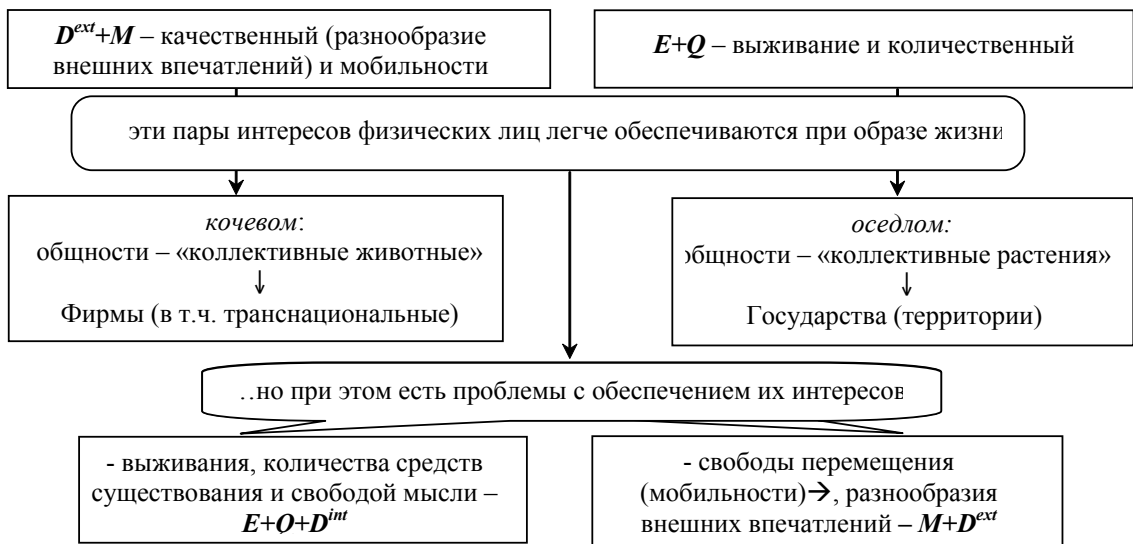 D^ext+M – качественный (разнообразие
внешних впечатлений) и мобильности
E+Q – выживание и количественный
эти пары интересов физических лиц легче обеспечиваются при образе жизни
кочевом:
общности – «коллективные животные»
↓
Фирмы (в т.ч. транснациональные)
оседлом:
общности – «коллективные растения»
↓
Государства (территории)
..но при этом есть проблемы с обеспечением их интересов
- выживания, количества средств
существования и свободой мысли –
E+Q+D^int
- свободы перемещения
(мобильности)→, разнообразия
внешних впечатлений – M+D^ext